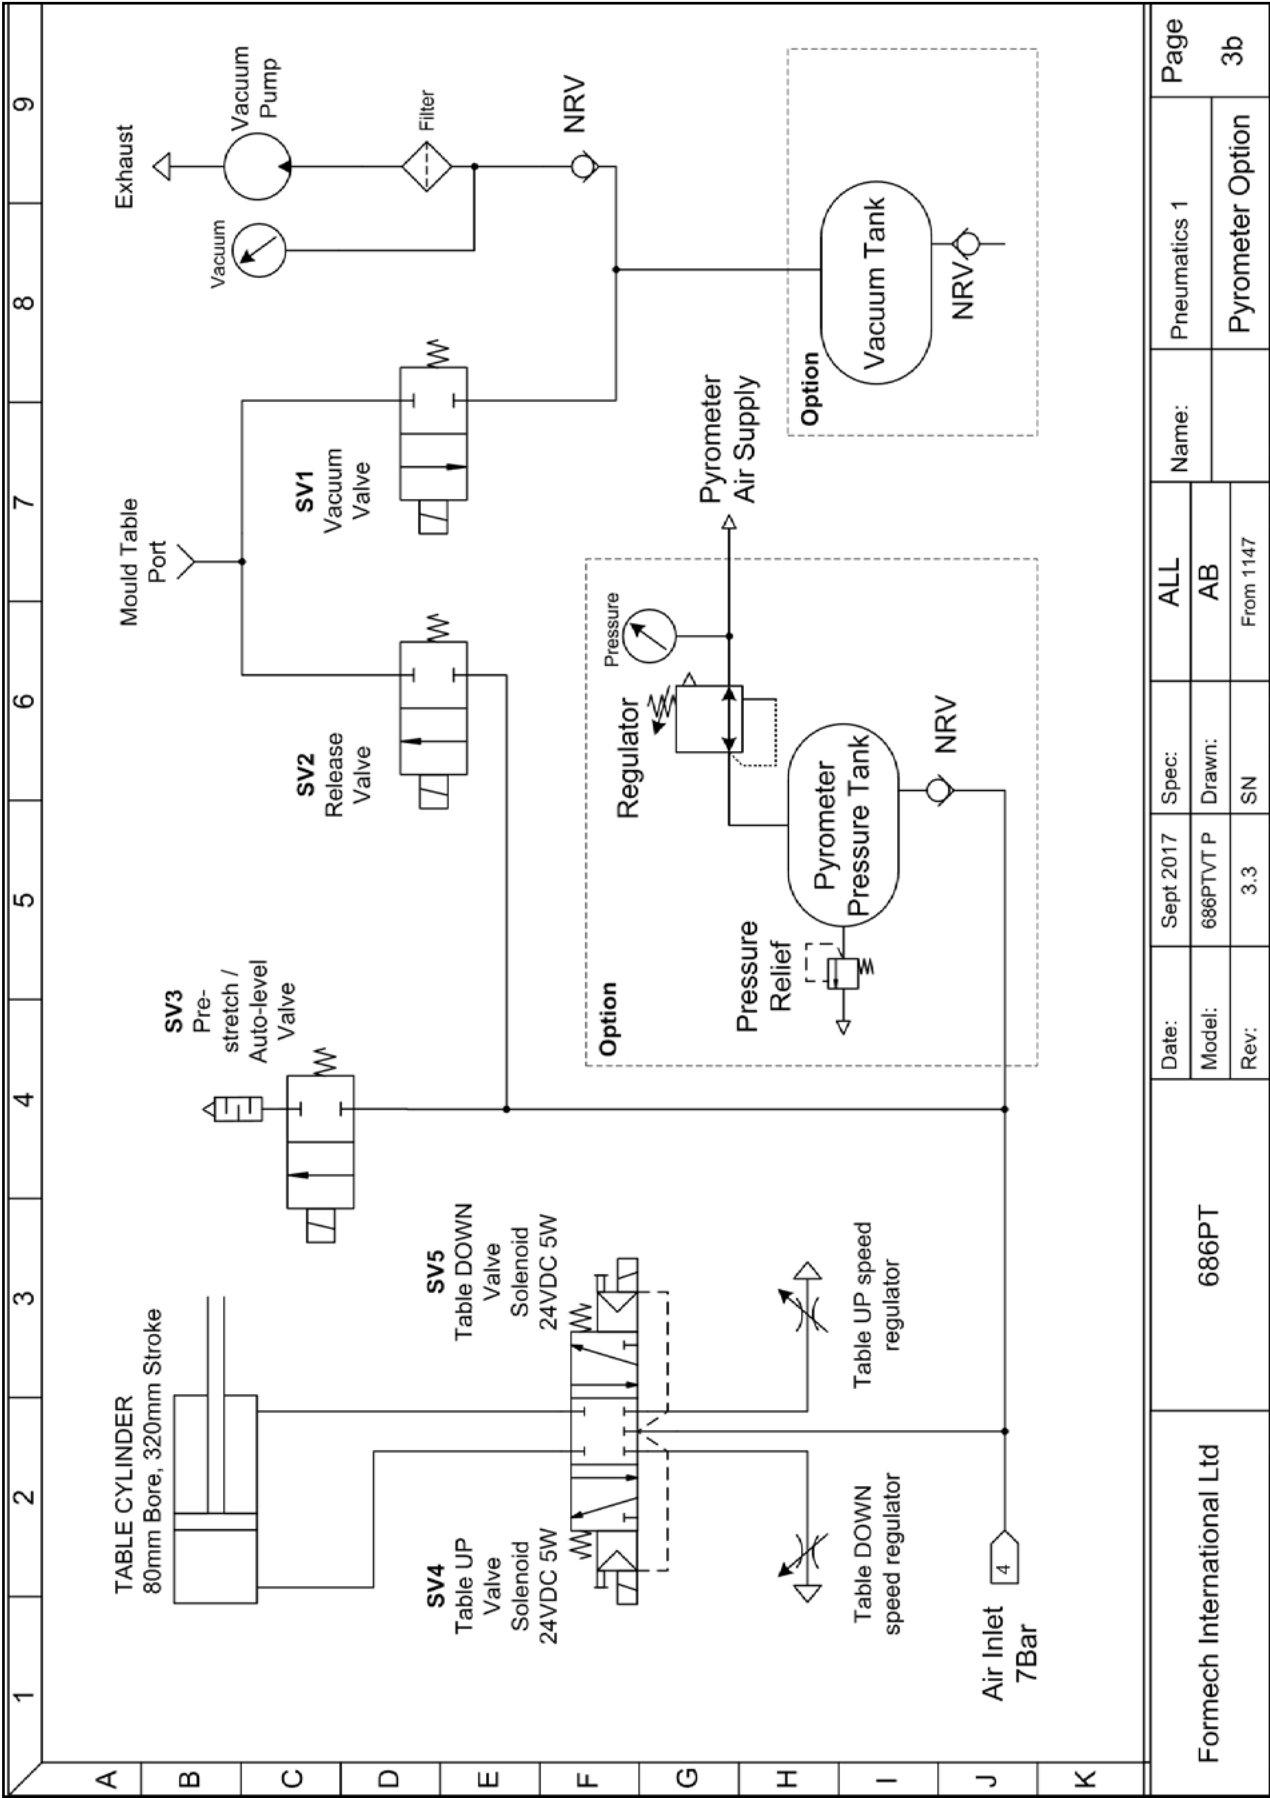 1 2 3 4 5 6 7 8 9
A
B
C
D
E
F
G
H
I
J
K
TABLE CYLINDER
80mm Bore, 320mm Stroke
SV3
Pre-
stretch /
Auto-level
Valve
Mould Table
Port
Exhaust
Vacuum
Pump
Vacuum
Filter
NRV
SV2
Release
Valve
SV1
Vacuum
Valve
SV4
Table UP
Valve
Solenoid
24VDC 5W
SV5
Table DOWN
Valve
Solenoid
24VDC 5W
Option
Regulator
Pressure
Pyrometer
Air Supply
Pressure
Relief
Pyrometer
Pressure Tank
NRV
Option
Vacuum Tank
NRV
Table DOWN
speed regulator
Table UP speed
regulator
Air Inlet
7Bar
4
Formech International Ltd
686PT
Date: Sept 2017 Spec: ALL Name: Pneumatics 1 Page
Model: 686PTVT P Drawn: AB
Rev: 3.3 SN From 1147 Pyrometer Option 3b